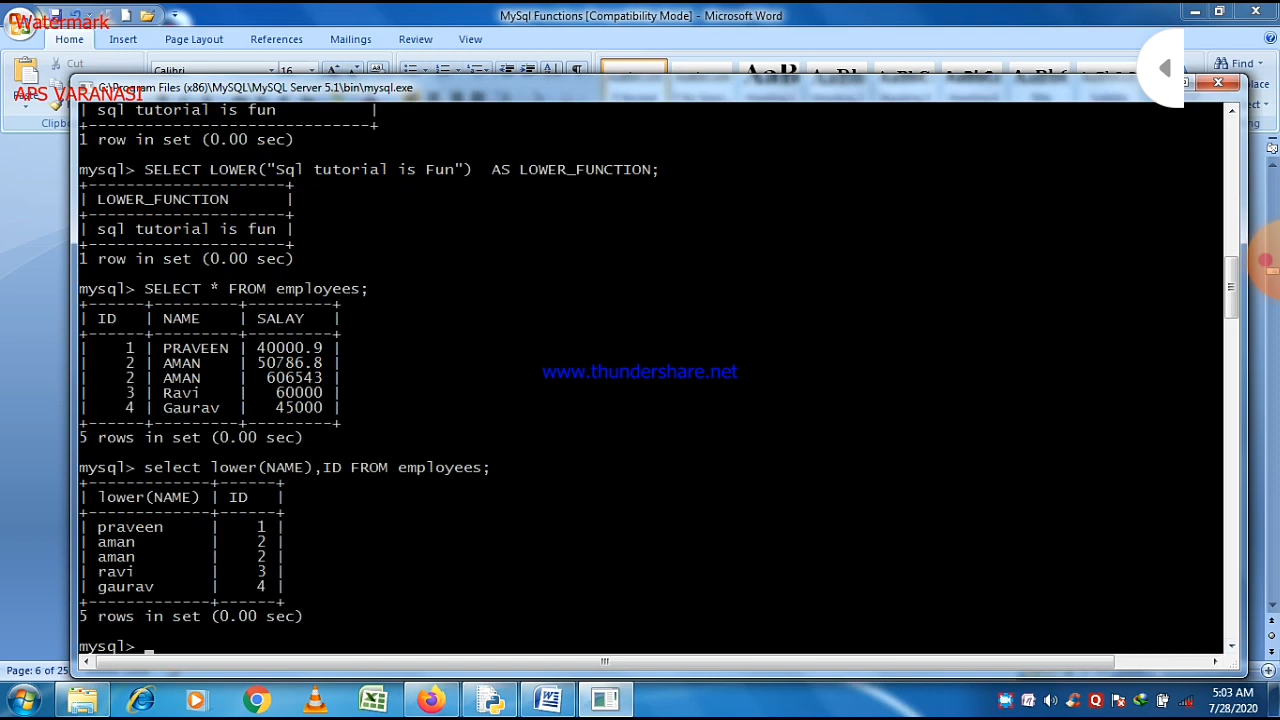 MySql Functions [Compatibility Mode] - Microsoft Word
Watermark
Home Insert Page Layout References Mailings Review View
Cut
Calibri 16
Find
APS VARANASI
C:\Program Files (x86)\MySQL\MySQL Server 5.1\bin\mysql.exe
| sql tutorial is fun |
+------------------------------+
1 row in set (0.00 sec)
mysql> SELECT LOWER("Sql tutorial is Fun") AS LOWER_FUNCTION;
+---------------------+
| LOWER_FUNCTION |
+---------------------+
| sql tutorial is fun |
+---------------------+
1 row in set (0.00 sec)
mysql> SELECT * FROM employees;
+------+---------+---------+
| ID | NAME | SALAY |
+------+---------+---------+
| 1 | PRAVEEN | 40000.9 |
| 2 | AMAN | 50786.8 |
| 2 | AMAN | 606543 |
| 3 | Ravi | 60000 |
| 4 | Gaurav | 45000 |
+------+---------+---------+
5 rows in set (0.00 sec)
www.thundershare.net
mysql> select lower(NAME),ID FROM employees;
+-------------+------+
| lower(NAME) | ID |
+-------------+------+
| praveen | 1 |
| aman | 2 |
| aman | 2 |
| ravi | 3 |
| gaurav | 4 |
+-------------+------+
5 rows in set (0.00 sec)
mysql> _
Page: 6 of 25
5:03 AM
7/28/2020